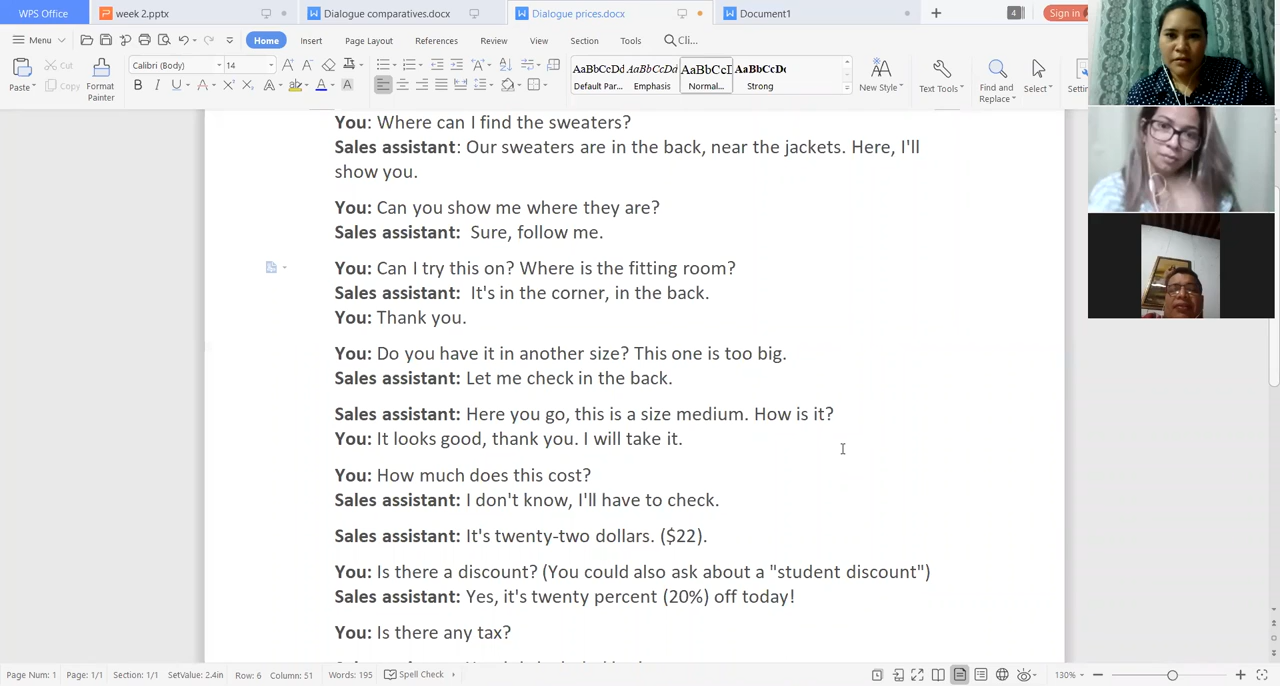 WPS Office
week 2.pptx
Dialogue comparatives.docx
Dialogue prices.docx
Document1
4
Sign in
Menu
Home
Insert
Page Layout
References
Review
View
Section
Tools
Cli...
Paste
Cut
Copy
Format
Painter
Calibri (Body)
14
AaBbCcDd
Default Par...
AaBbCcDd
Emphasis
Normal...
Strong
New Style
Text Tools
Find and
Replace
Select
You: Where can I find the sweaters?
Sales assistant: Our sweaters are in the back, near the jackets. Here, I'll
show you.
You: Can you show me where they are?
Sales assistant: Sure, follow me.
You: Can I try this on? Where is the fitting room?
Sales assistant: It's in the corner, in the back.
You: Thank you.
You: Do you have it in another size? This one is too big.
Sales assistant: Let me check in the back.
Sales assistant: Here you go, this is a size medium. How is it?
You: It looks good, thank you. I will take it.
You: How much does this cost?
Sales assistant: I don't know, I'll have to check.
Sales assistant: It's twenty-two dollars. ($22).
You: Is there a discount? (You could also ask about a "student discount")
Sales assistant: Yes, it's twenty percent (20%) off today!
You: Is there any tax?
Page Num: 1 Page: 1/1 Section: 1/1 SetValue: 2.4in Row: 6 Column: 51 Words: 195 Spell Check 130%